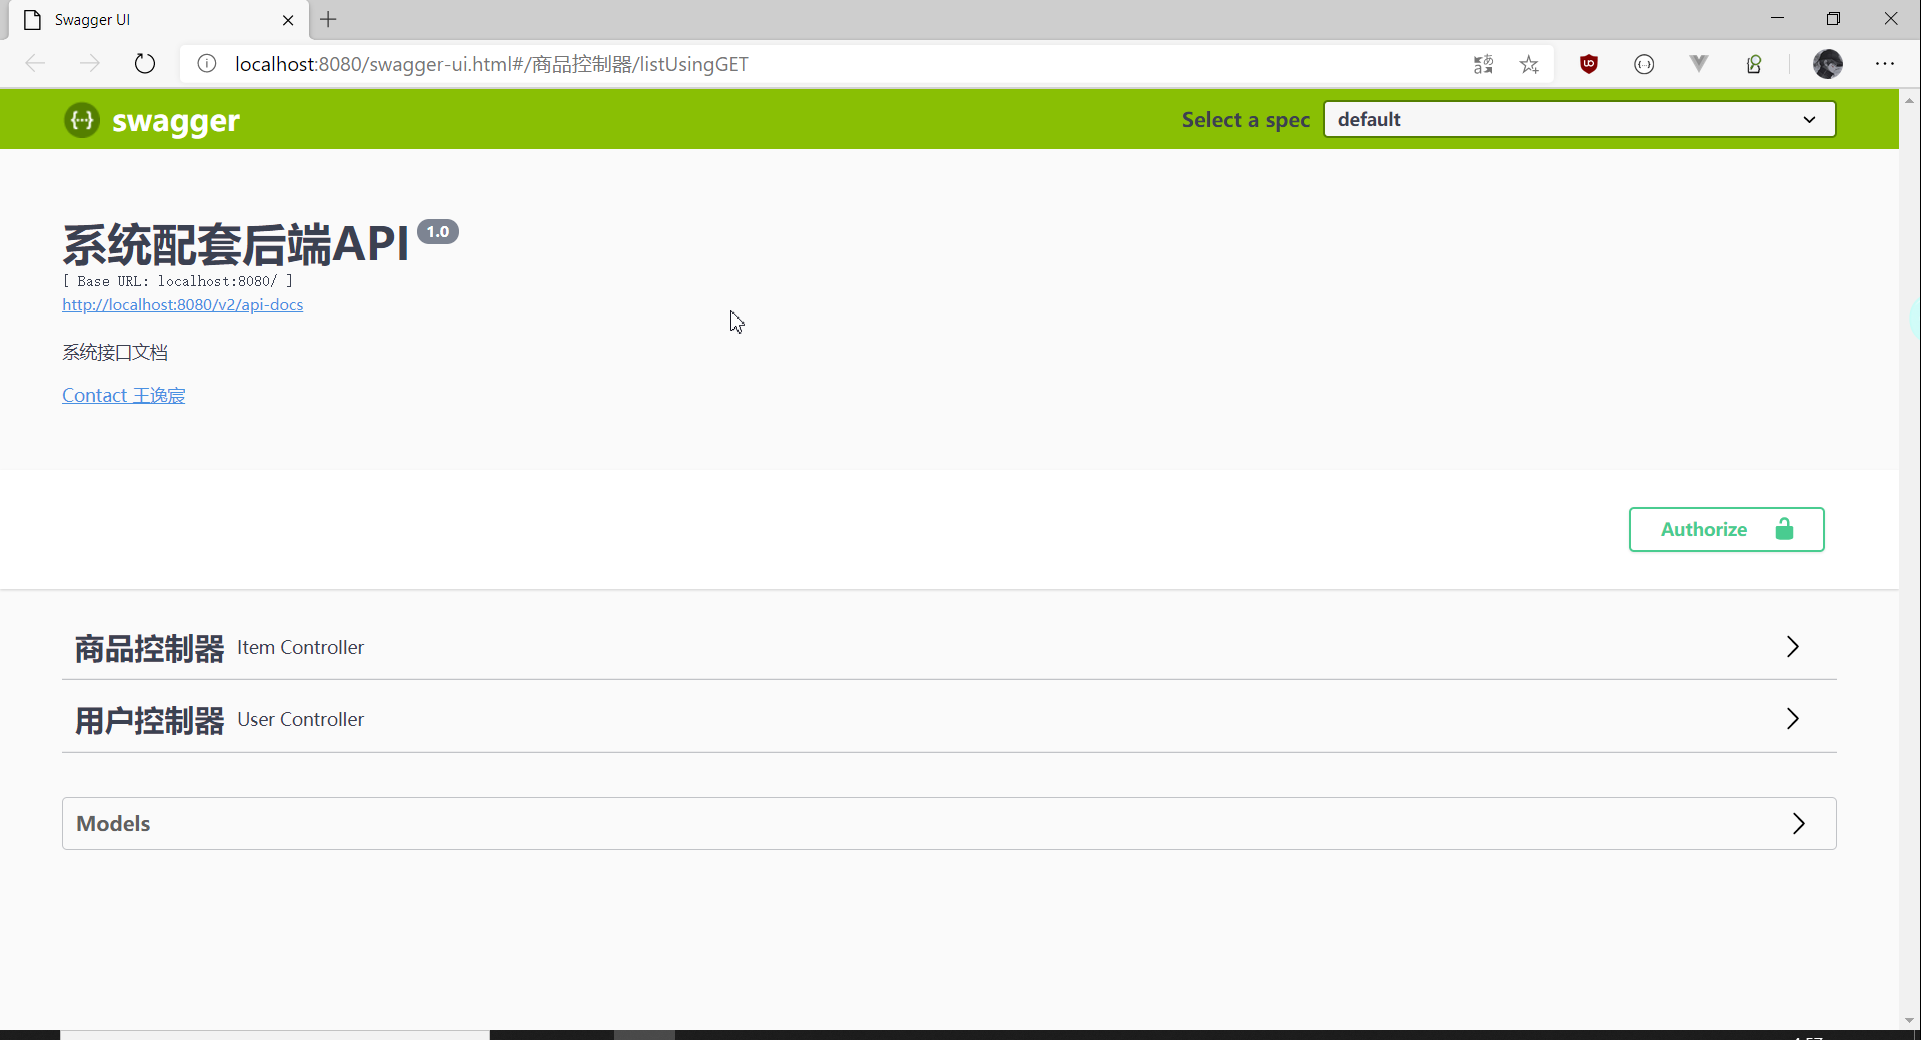 Swagger UI
localhost:8080/swagger-ui.html#/商品控制器/listUsingGET
swagger
Select a spec
default
系统配套后端API 1.0
[ Base URL: localhost:8080/ ]
http://localhost:8080/v2/api-docs
系统接口文档
Contact 王逸宸
Authorize
商品控制器 Item Controller
用户控制器 User Controller
Models